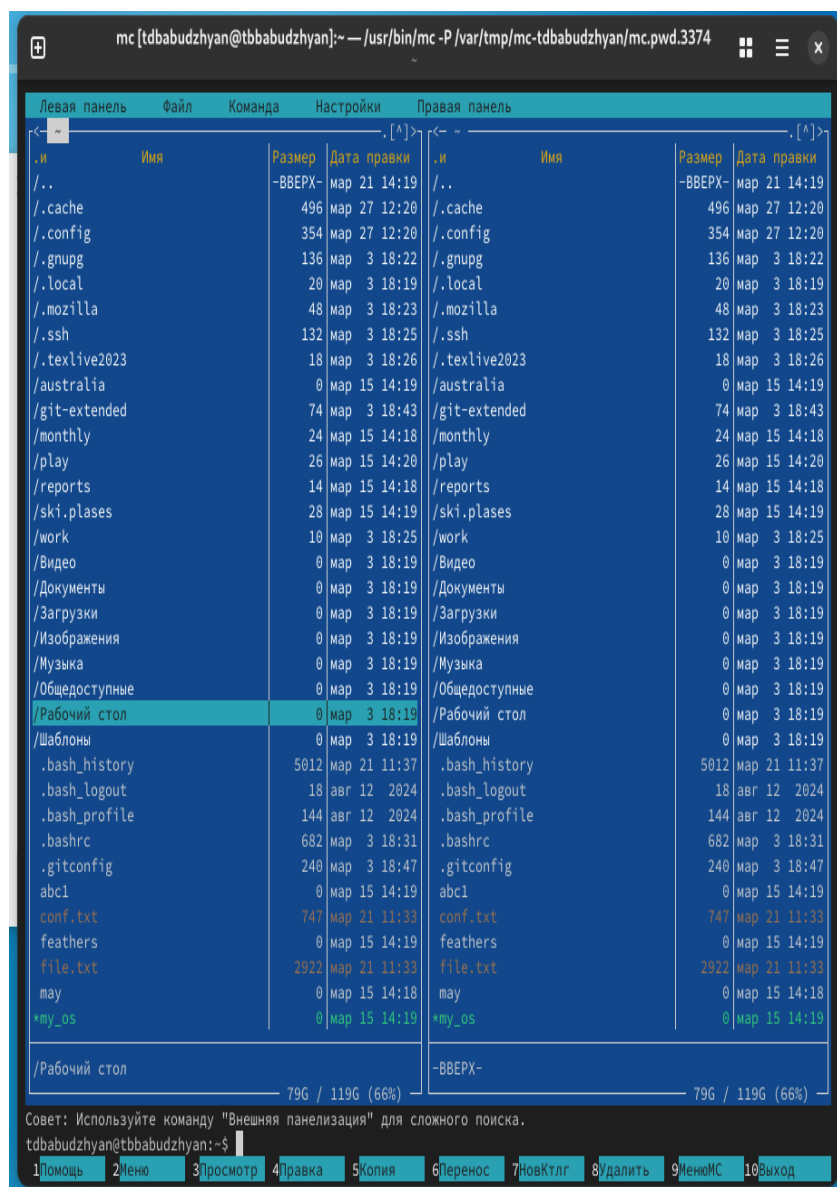 mc [tdbabudzhyan@tbbabudzhyan]:~ — /usr/bin/mc -P /var/tmp/mc-tdbabudzhyan/mc.pwd.3374
~
Левая панель Файл Команда Настройки Правая панель
<— ~ .[^]> <— ~ .[^]>
.и Имя Размер Дата правки .и Имя Размер Дата правки
/.. -ВВЕРХ- мар 21 14:19 /.. -ВВЕРХ- мар 21 14:19
/.cache 496 мар 27 12:20 /.cache 496 мар 27 12:20
/.config 354 мар 27 12:20 /.config 354 мар 27 12:20
/.gnupg 136 мар 3 18:22 /.gnupg 136 мар 3 18:22
/.local 20 мар 3 18:19 /.local 20 мар 3 18:19
/.mozilla 48 мар 3 18:23 /.mozilla 48 мар 3 18:23
/.ssh 132 мар 3 18:25 /.ssh 132 мар 3 18:25
/.texlive2023 18 мар 3 18:26 /.texlive2023 18 мар 3 18:26
/australia 0 мар 15 14:19 /australia 0 мар 15 14:19
/git-extended 74 мар 3 18:43 /git-extended 74 мар 3 18:43
/monthly 24 мар 15 14:18 /monthly 24 мар 15 14:18
/play 26 мар 15 14:20 /play 26 мар 15 14:20
/reports 14 мар 15 14:18 /reports 14 мар 15 14:18
/ski.plases 28 мар 15 14:19 /ski.plases 28 мар 15 14:19
/work 10 мар 3 18:25 /work 10 мар 3 18:25
/Видео 0 мар 3 18:19 /Видео 0 мар 3 18:19
/Документы 0 мар 3 18:19 /Документы 0 мар 3 18:19
/Загрузки 0 мар 3 18:19 /Загрузки 0 мар 3 18:19
/Изображения 0 мар 3 18:19 /Изображения 0 мар 3 18:19
/Музыка 0 мар 3 18:19 /Музыка 0 мар 3 18:19
/Общедоступные 0 мар 3 18:19 /Общедоступные 0 мар 3 18:19
/Рабочий стол 0 мар 3 18:19 /Рабочий стол 0 мар 3 18:19
/Шаблоны 0 мар 3 18:19 /Шаблоны 0 мар 3 18:19
.bash_history 5012 мар 21 11:37 .bash_history 5012 мар 21 11:37
.bash_logout 18 авг 12 2024 .bash_logout 18 авг 12 2024
.bash_profile 144 авг 12 2024 .bash_profile 144 авг 12 2024
.bashrc 682 мар 3 18:31 .bashrc 682 мар 3 18:31
.gitconfig 240 мар 3 18:47 .gitconfig 240 мар 3 18:47
abc1 0 мар 15 14:19 abc1 0 мар 15 14:19
conf.txt 747 мар 21 11:33 conf.txt 747 мар 21 11:33
feathers 0 мар 15 14:19 feathers 0 мар 15 14:19
file.txt 2922 мар 21 11:33 file.txt 2922 мар 21 11:33
may 0 мар 15 14:18 may 0 мар 15 14:18
*my_os 0 мар 15 14:19 *my_os 0 мар 15 14:19
/Рабочий стол -ВВЕРХ-
79G / 119G (66%) 79G / 119G (66%)
Совет: Используйте команду "Внешняя панелизация" для сложного поиска.
tdbabudzhyan@tbbabudzhyan:~$
1Помощь 2Меню 3Просмотр 4Правка 5Копия 6Перенос 7НовКтлг 8Удалить 9МенюMC 10Выход